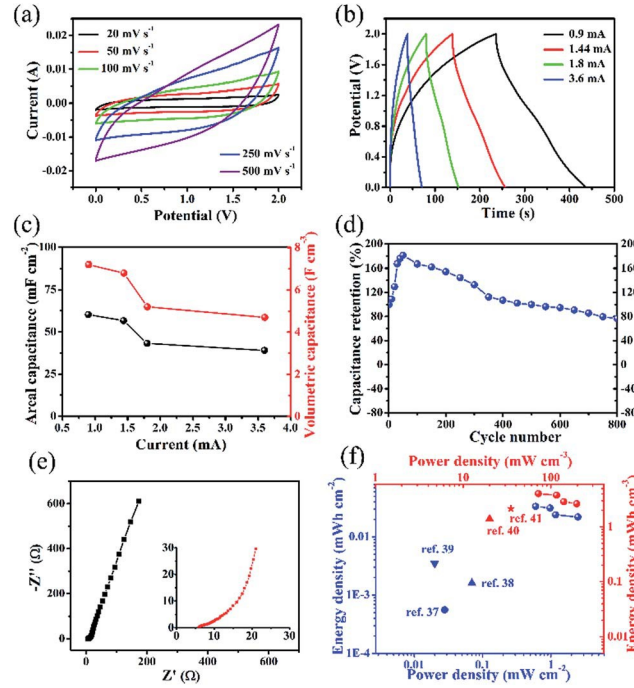 (a)
20 mV s⁻¹
50 mV s⁻¹
100 mV s⁻¹
250 mV s⁻¹
500 mV s⁻¹
0.02
0.01
0.00
-0.01
-0.02
Current (A)
0.0 0.5 1.0 1.5 2.0
Potential (V)
(b)
0.9 mA
1.44 mA
1.8 mA
3.6 mA
2.0
1.6
1.2
0.8
0.4
0.0
Potential (V)
0 100 200 300 400 500
Time (s)
(c)
100
75
50
25
0
Areal capacitance (mF cm⁻²)
8
6
4
2
0
Volumetric capacitance (F cm⁻³)
0.5 1.0 1.5 2.0 2.5 3.0 3.5 4.0
Current (mA)
(d)
200
160
120
80
40
0
-40
-80
Capacitance retention (%)
200
160
120
80
40
0
-40
-80
0 200 400 600 800
Cycle number
(e)
600
400
200
0
-Z'' (Ω)
0 200 400 600
Z' (Ω)
30
20
10
0
0 10 20 30
(f)
Power density (mW cm⁻³)
1 10 100
0.01
1E-3
1E-4
Energy density (mWh cm⁻²)
1
0.1
0.01
Energy density (mWh cm⁻³)
ref. 41
ref. 40
ref. 39
ref. 38
ref. 37
0.01 0.1 1
Power density (mW cm⁻²)